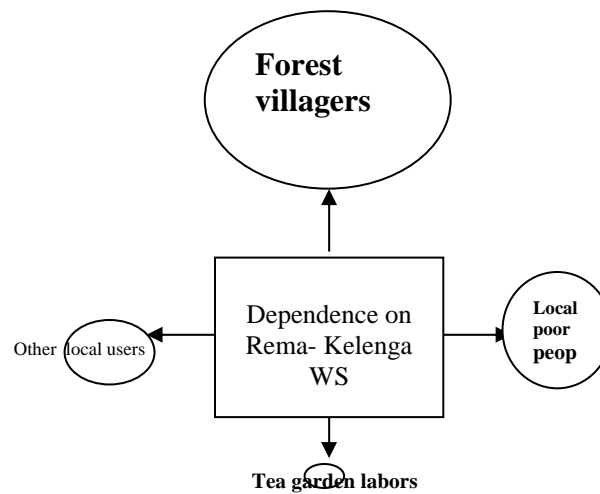 Forest
villagers
Dependence on
Rema- Kelenga
WS
Local
poor
peop
Other local users
Tea garden labors